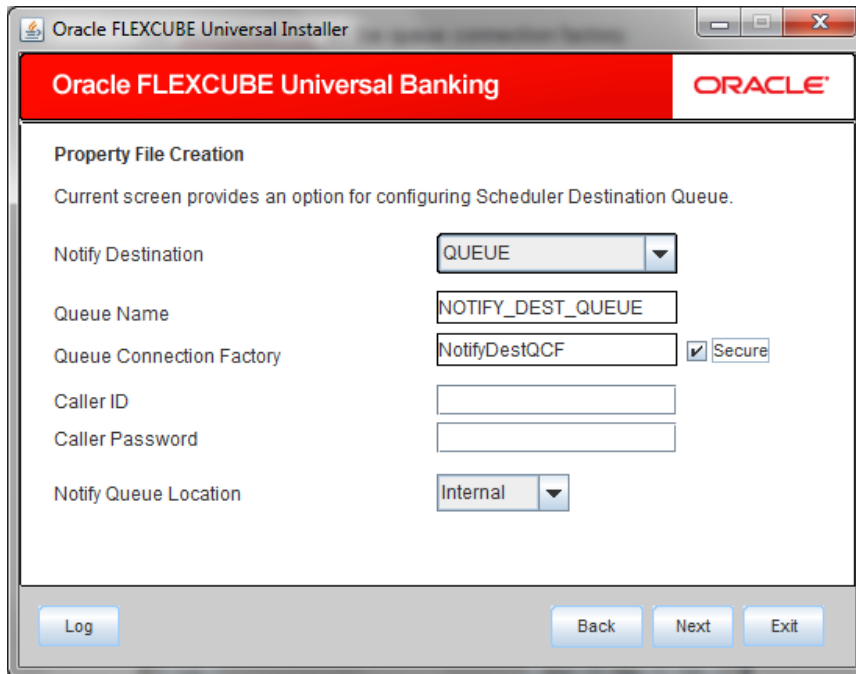 Oracle FLEXCUBE Universal Installer
Oracle FLEXCUBE Universal Banking
ORACLE
Property File Creation
Current screen provides an option for configuring Scheduler Destination Queue.
Notify Destination QUEUE
Queue Name NOTIFY_DEST_QUEUE
Queue Connection Factory NotifyDestQCF Secure
Caller ID
Caller Password
Notify Queue Location Internal
Log Back Next Exit